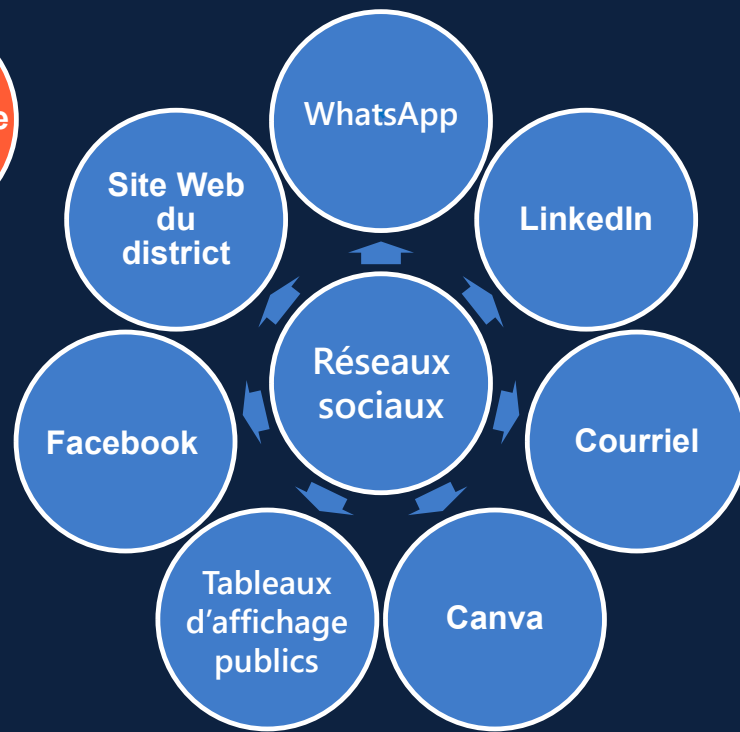 WhatsApp
Site Web
du
district
LinkedIn
Réseaux
sociaux
Facebook
Courriel
Tableaux
d'affichage
publics
Canva